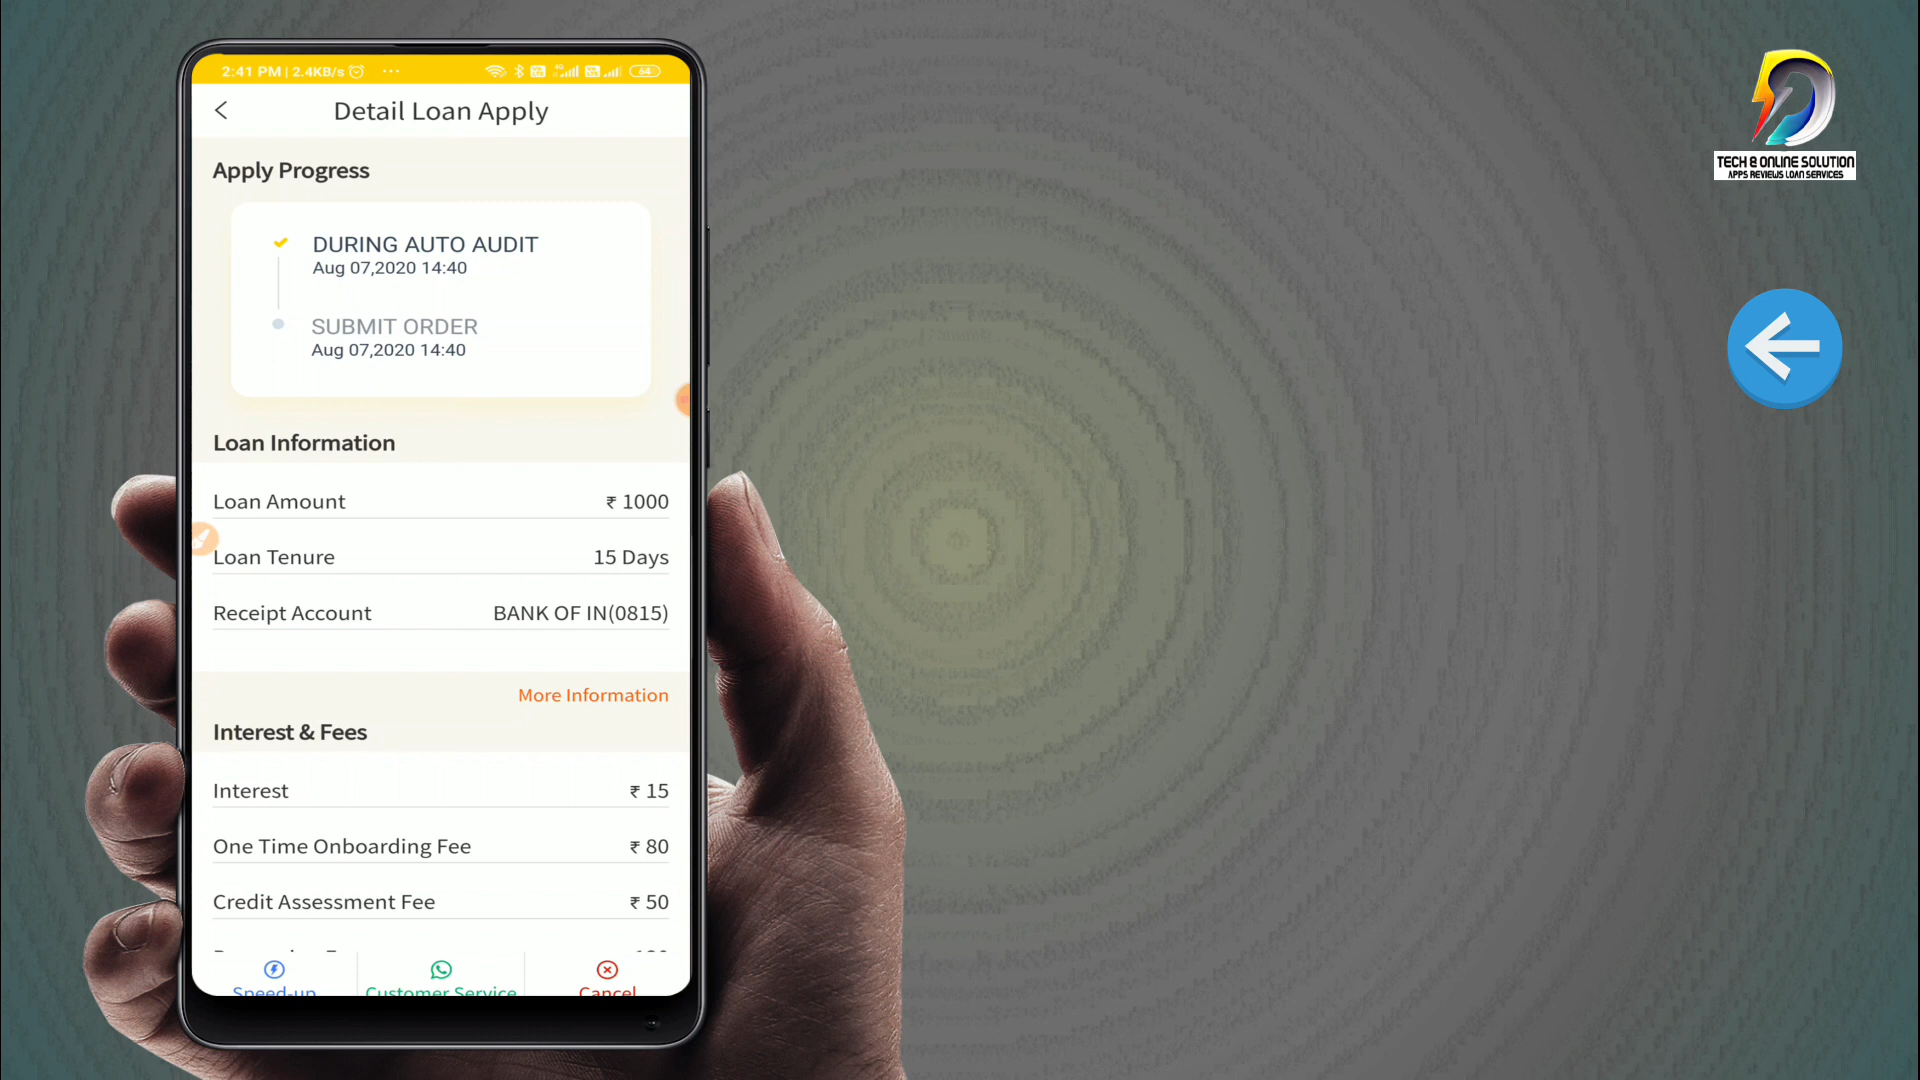 2:41 PM | 2.4KB/s
54
Detail Loan Apply
Apply Progress
DURING AUTO AUDIT
Aug 07,2020 14:40
SUBMIT ORDER
Aug 07,2020 14:40
Loan Information
Loan Amount ₹ 1000
Loan Tenure 15 Days
Receipt Account BANK OF IN(0815)
More Information
Interest & Fees
Interest ₹ 15
One Time Onboarding Fee ₹ 80
Credit Assessment Fee ₹ 50
Speed-up Customer Service Cancel
TECH & ONLINE SOLUTION
APPS REVIEWS LOAN SERVICES